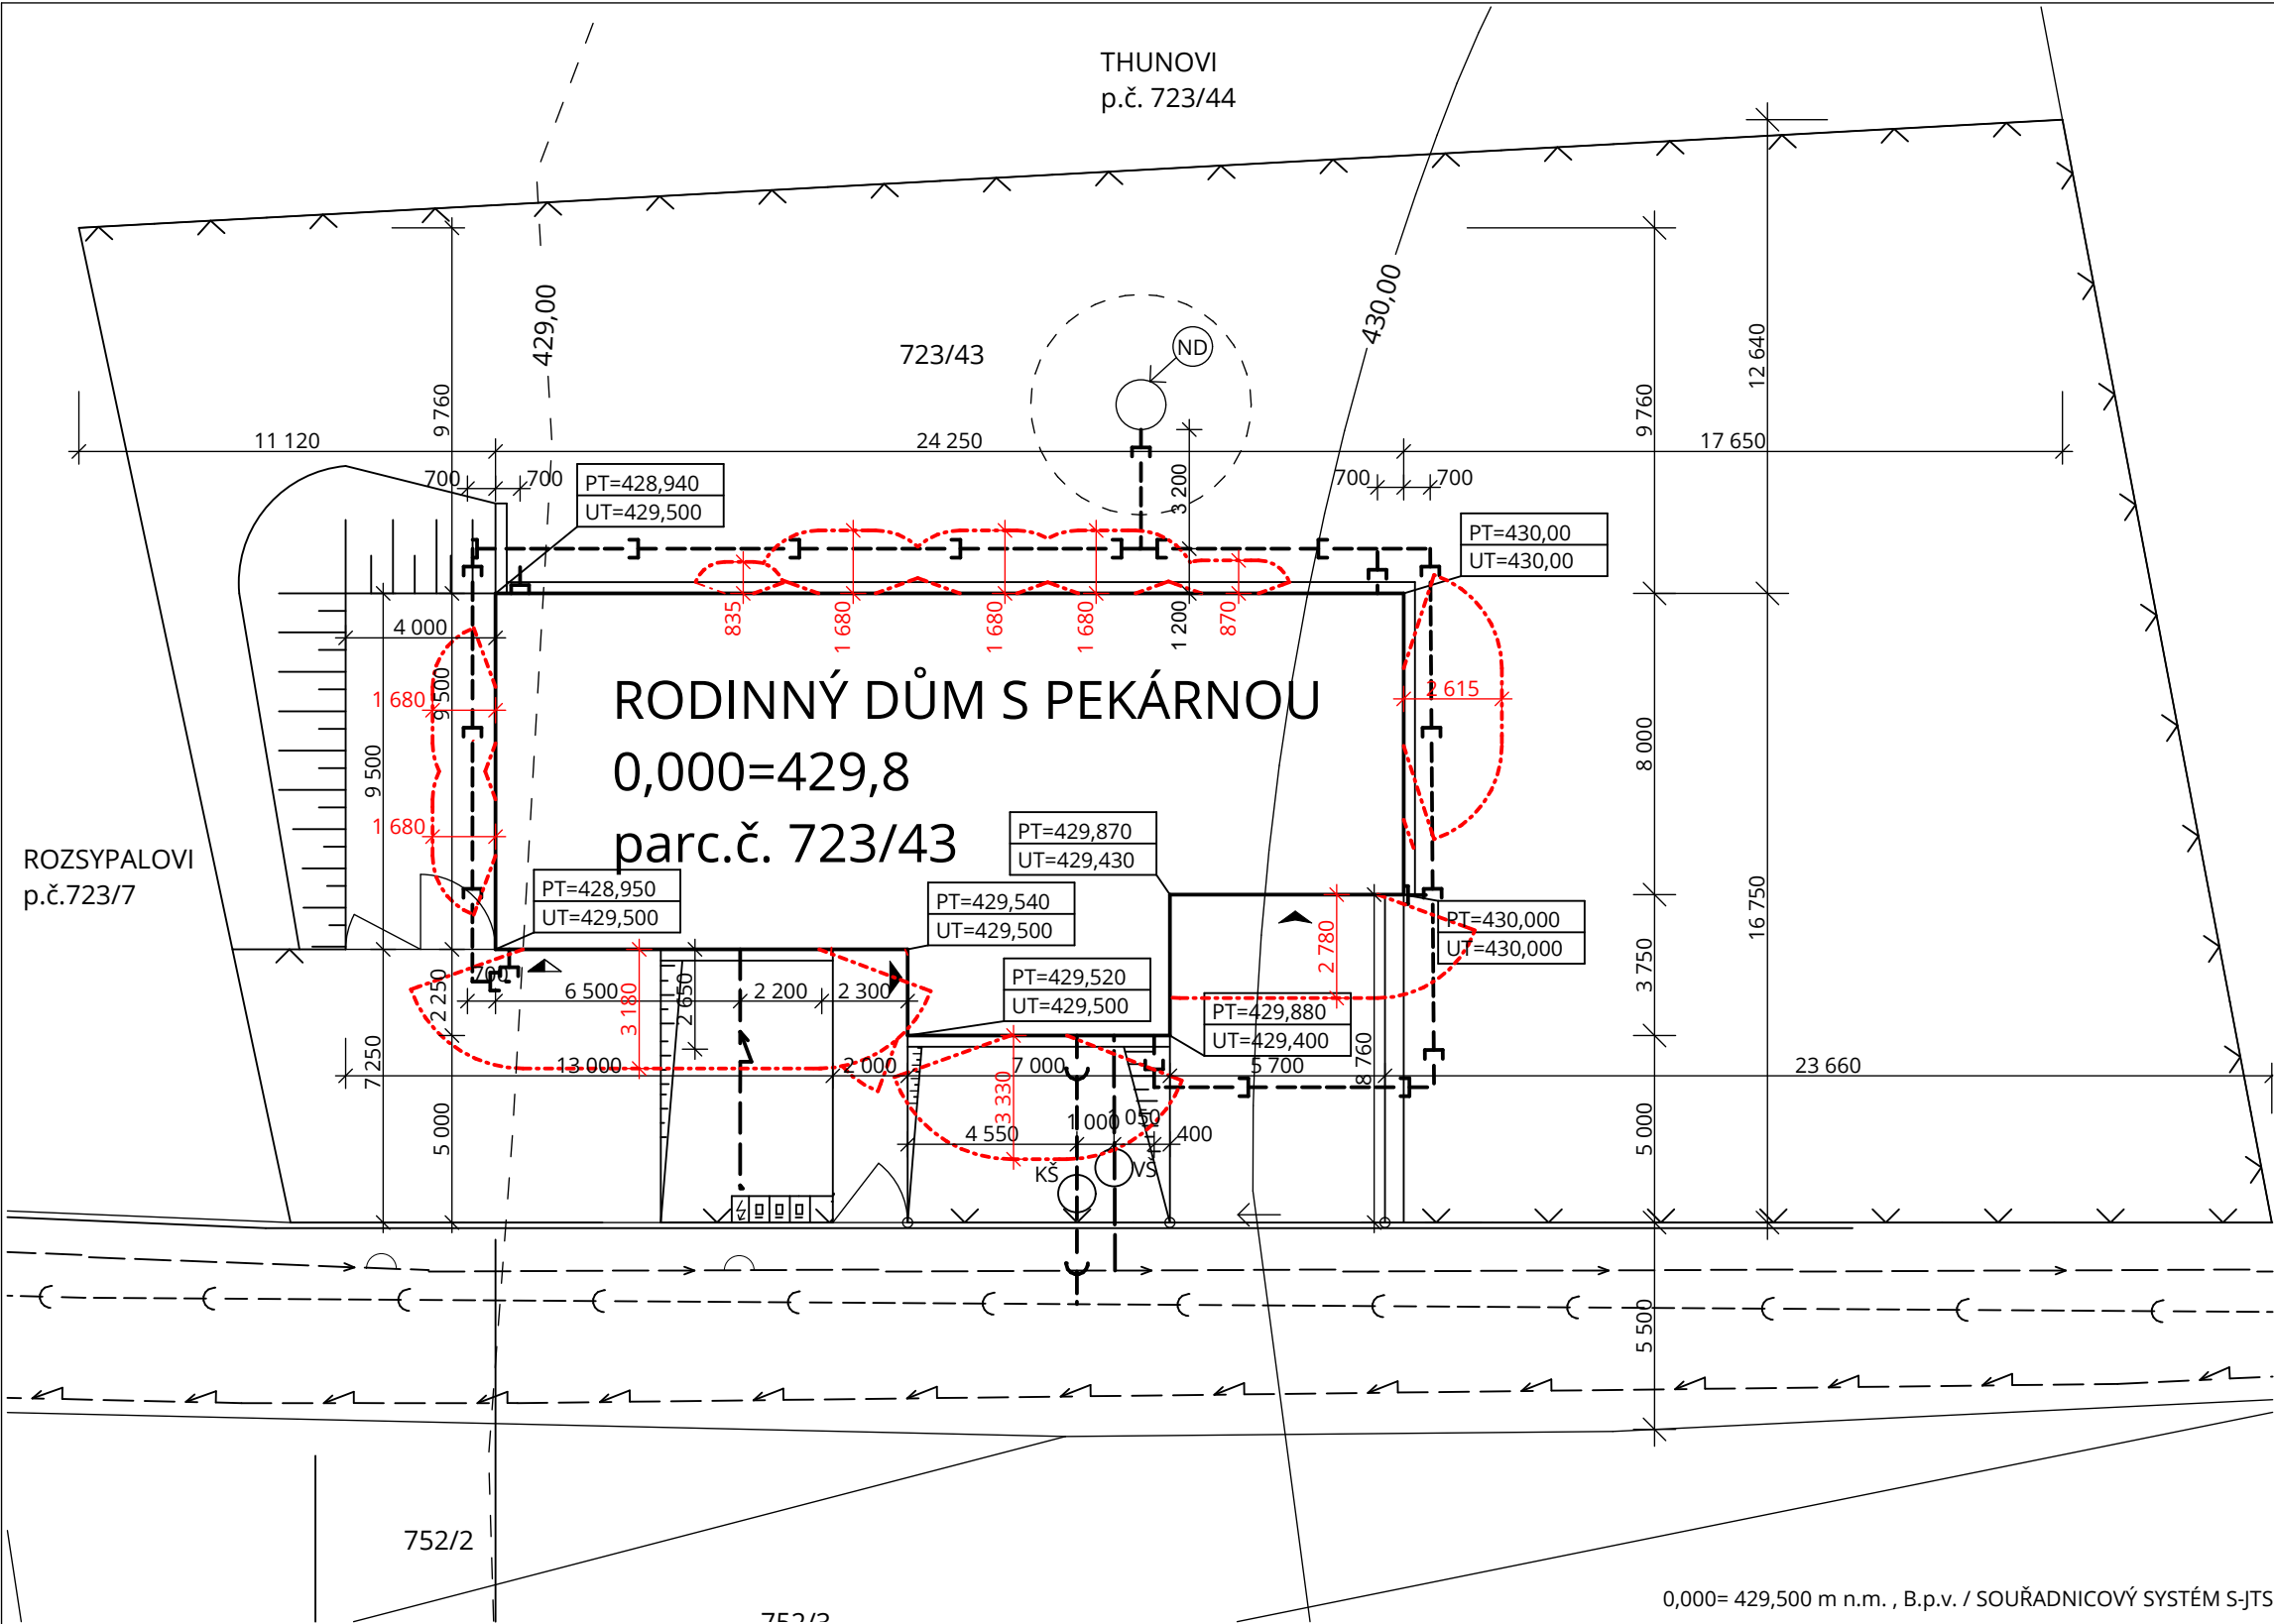 THUNOVI
p.č. 723/44
429,00
430,00
723/43
ND
12 640
9 760
9 760
11 120
24 250
17 650
700
700
700
700
3 200
PT=428,940
UT=429,500
PT=430,00
UT=430,00
835
1 680
1 680
1 680
1 200
870
4 000
9 500
9 500
1 680
1 680
2 615
8 000
RODINNÝ DŮM S PEKÁRNOU
0,000=429,8
parc.č. 723/43
ROZSYPALOVI
p.č.723/7
PT=429,870
UT=429,430
PT=428,950
UT=429,500
PT=429,540
UT=429,500
PT=430,000
UT=430,000
16 750
2 780
3 750
PT=429,520
UT=429,500
PT=429,880
UT=429,400
700
6 500
2 200
2 300
2 250
3 180
2 650
7 250
13 000
2 000
7 000
5 700
8 760
23 660
3 330
5 000
5 000
4 550
1 000
050
400
KŠ
VŠ
5 500
752/2
752/3
0,000= 429,500 m n.m. , B.p.v. / SOUŘADNICOVÝ SYSTÉM S-JTS